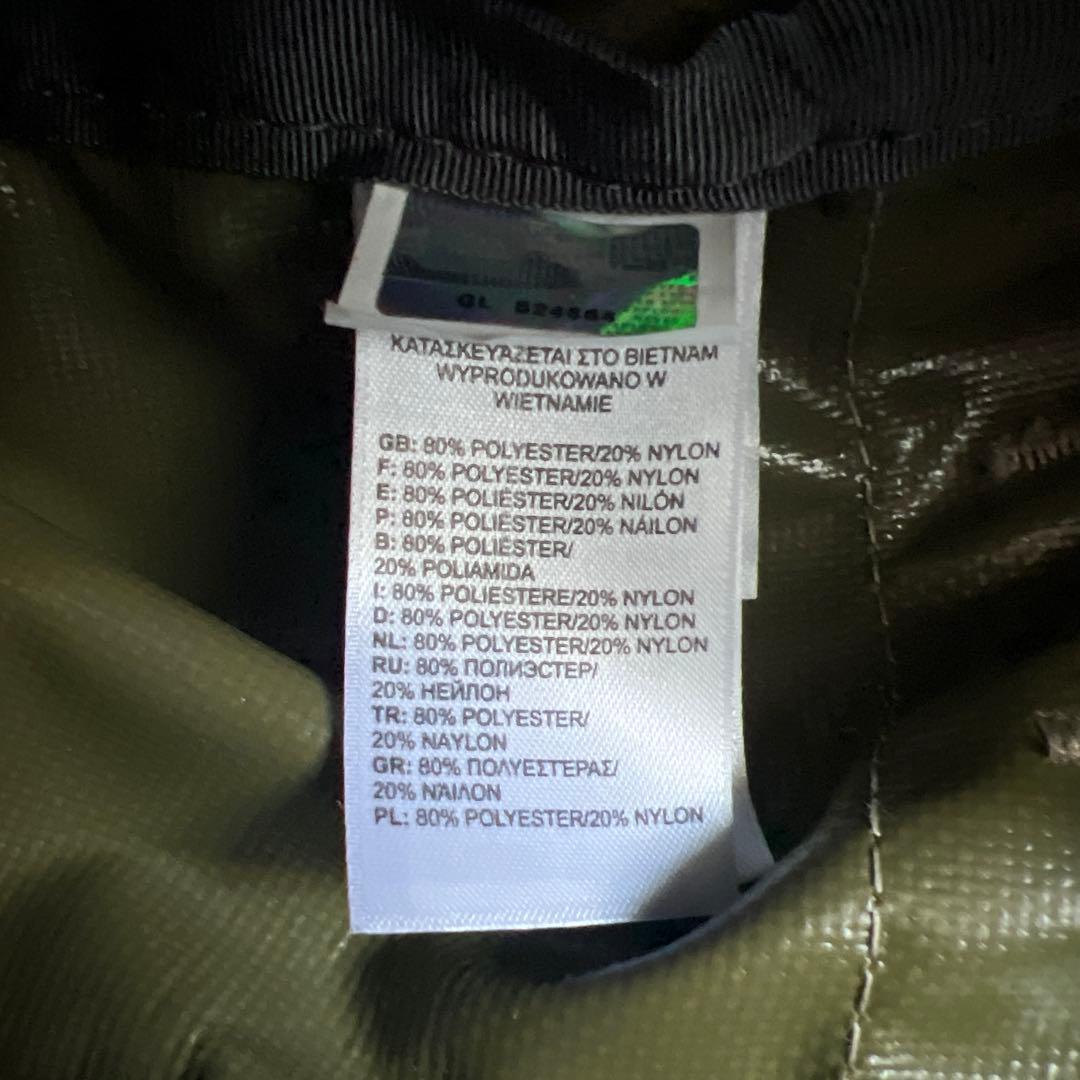 GL 524864
ΚΑΤΑΣΚΕΥΑΖΕΤΑΙ ΣΤΟ ΒΙΕΤΝΑΜ
WYPRODUKOWANO W
WIETNAMIE
GB: 80% POLYESTER/20% NYLON
F: 80% POLYESTER/20% NYLON
E: 80% POLIÉSTER/20% NILÓN
P: 80% POLIÉSTER/20% NÁILON
B: 80% POLIÉSTER/
20% POLIAMIDA
I: 80% POLIESTERE/20% NYLON
D: 80% POLYESTER/20% NYLON
NL: 80% POLYESTER/20% NYLON
RU: 80% ПОЛИЭСТЕР/
20% НЕЙЛОН
TR: 80% POLYESTER/
20% NAYLON
GR: 80% ΠΟΛΥΕΣΤΕΡΑΣ/
20% ΝΆΙΛΟΝ
PL: 80% POLYESTER/20% NYLON